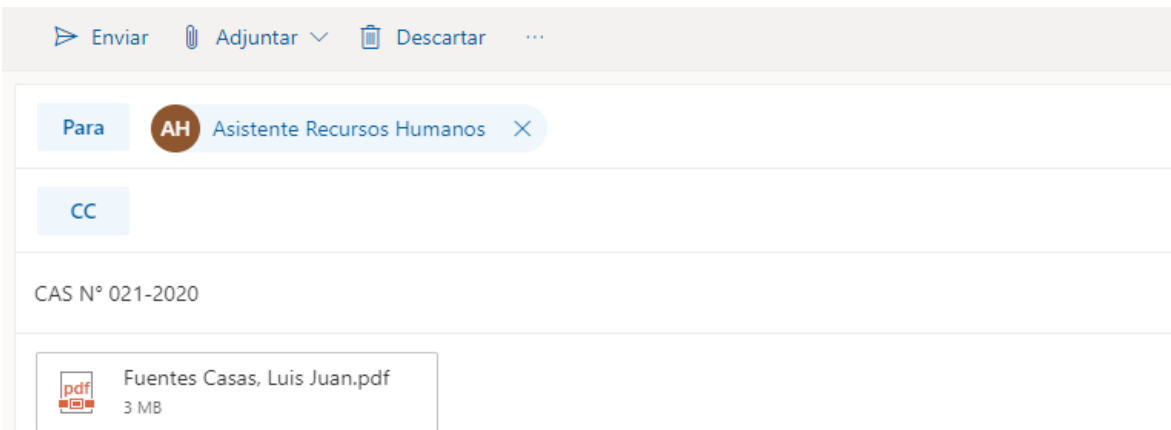 Enviar Adjuntar Descartar ...
Para AH Asistente Recursos Humanos
CC
CAS N° 021-2020
pdf Fuentes Casas, Luis Juan.pdf
3 MB